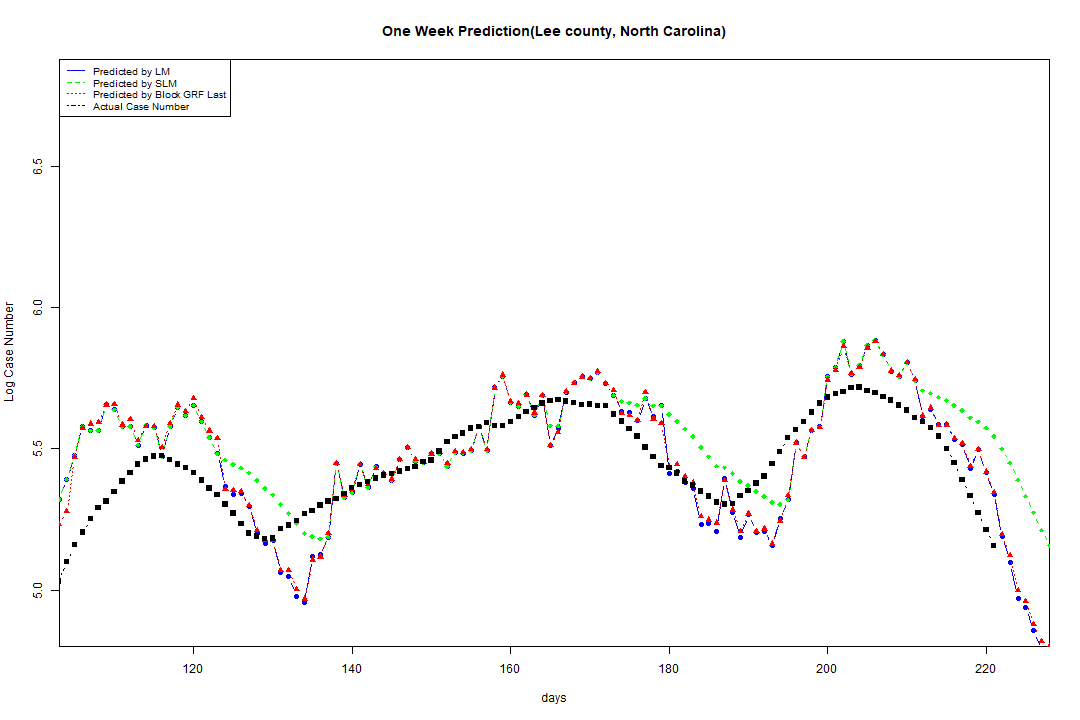 One Week Prediction(Lee county, North Carolina)
Predicted by LM
Predicted by SLM
Predicted by Block GRF Last
Actual Case Number
6.5
6.0
5.5
5.0
Log Case Number
120 140 160 180 200 220
days